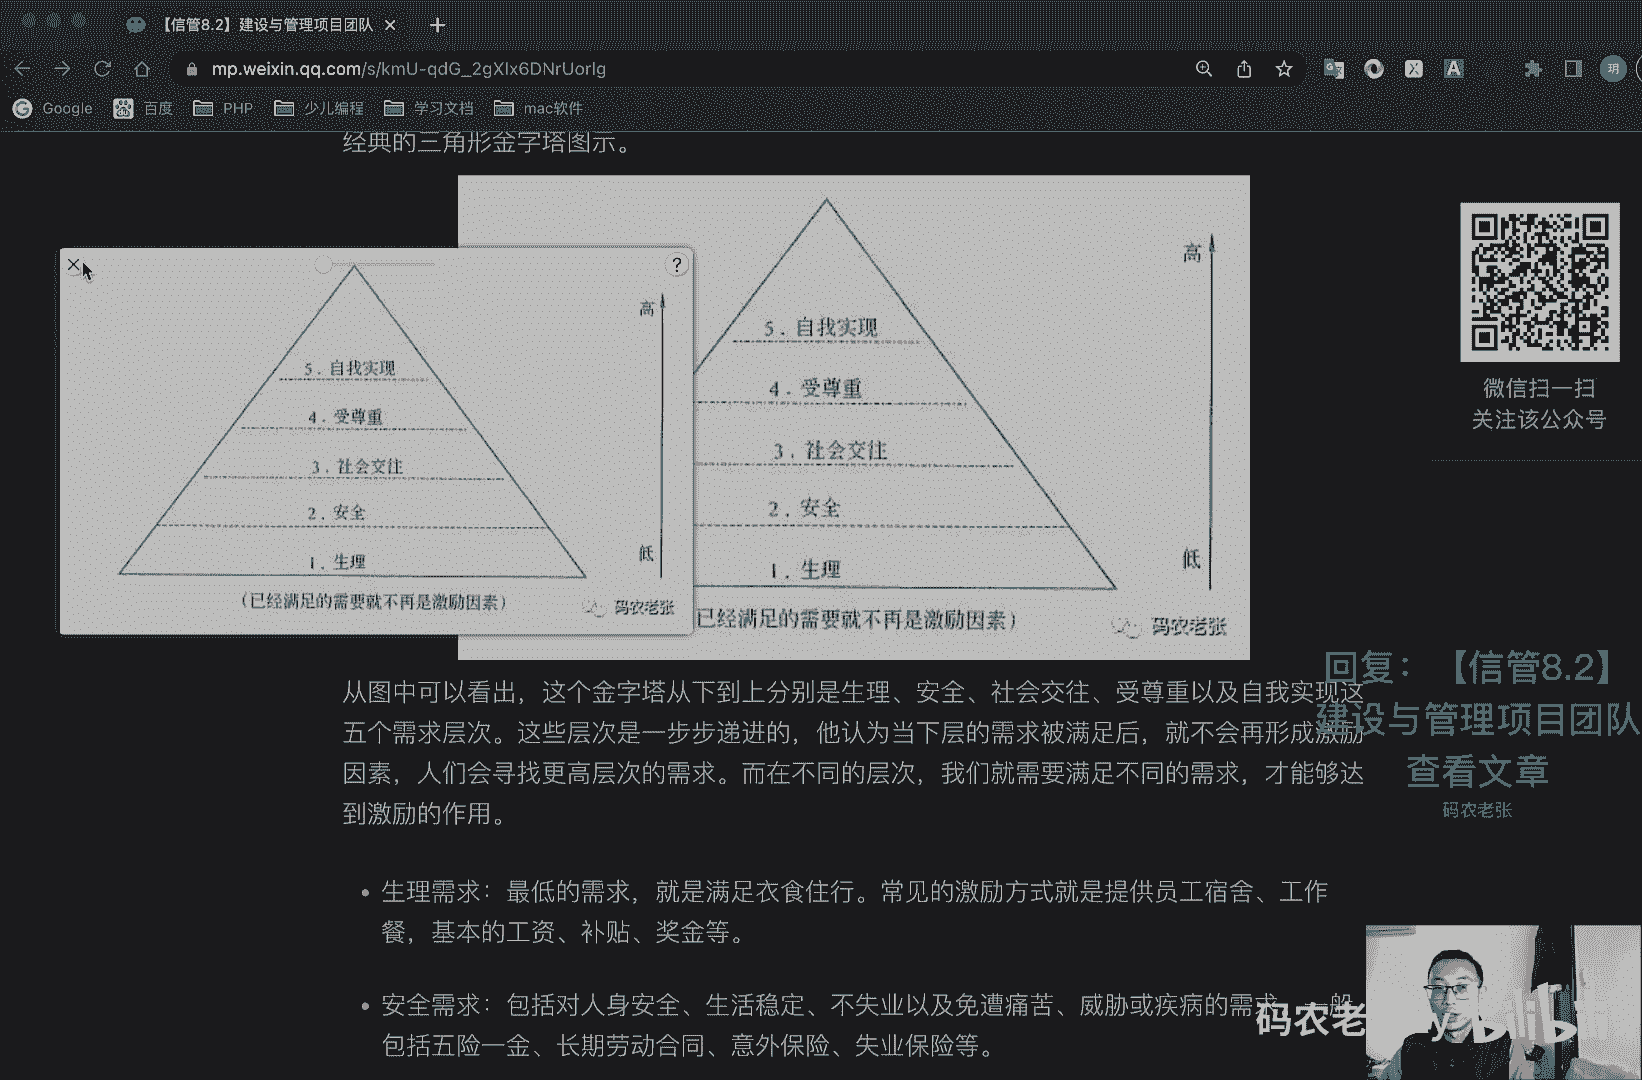 【信管8.2】建设与管理项目团队
mp.weixin.qq.com/s/kmU-qdG_2gXIx6DNrUorIg
玥
Google
百度
PHP
少儿编程
学习文档
mac软件
经典的三角形金字塔图示。
?
高
5．自我实现
4．受尊重
3．社会交往
2．安全
1．生理
低
（已经满足的需要就不再是激励因素）
码农老张
高
5．自我实现
4．受尊重
3．社会交往
2．安全
1．生理
低
已经满足的需要就不再是激励因素）
码农老张
微信扫一扫
关注该公众号
从图中可以看出，这个金字塔从下到上分别是生理、安全、社会交往、受尊重以及自我实现这
五个需求层次。这些层次是一步步递进的，他认为当下层的需求被满足后，就不会再形成激励
因素，人们会寻找更高层次的需求。而在不同的层次，我们就需要满足不同的需求，才能够达
到激励的作用。
回复：【信管8.2】
建设与管理项目团队
查看文章
码农老张
生理需求：最低的需求，就是满足衣食住行。常见的激励方式就是提供员工宿舍、工作
餐，基本的工资、补贴、奖金等。
安全需求：包括对人身安全、生活稳定、不失业以及免遭痛苦、威胁或疾病的需求，一般
包括五险一金、长期劳动合同、意外保险、失业保险等。
码农老
bilibili